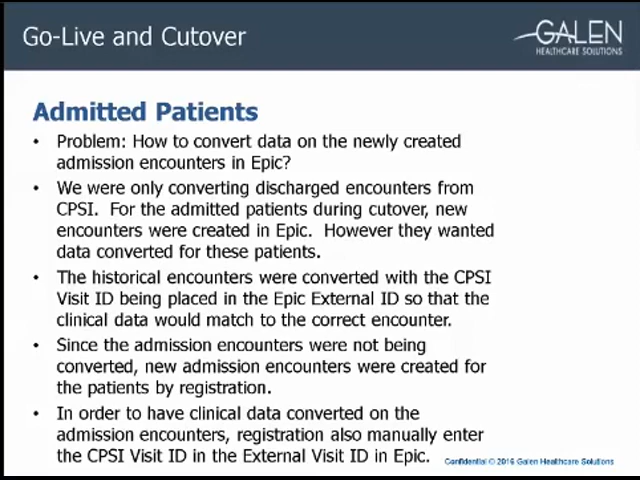 Go-Live and Cutover
GALEN
HEALTHCARE SOLUTIONS
Admitted Patients
• Problem: How to convert data on the newly created
admission encounters in Epic?
• We were only converting discharged encounters from
CPSI. For the admitted patients during cutover, new
encounters were created in Epic. However they wanted
data converted for these patients.
• The historical encounters were converted with the CPSI
Visit ID being placed in the Epic External ID so that the
clinical data would match to the correct encounter.
• Since the admission encounters were not being
converted, new admission encounters were created for
the patients by registration.
• In order to have clinical data converted on the
admission encounters, registration also manually enter
the CPSI Visit ID in the External Visit ID in Epic.
Confidential © 2016 Galen Healthcare Solutions